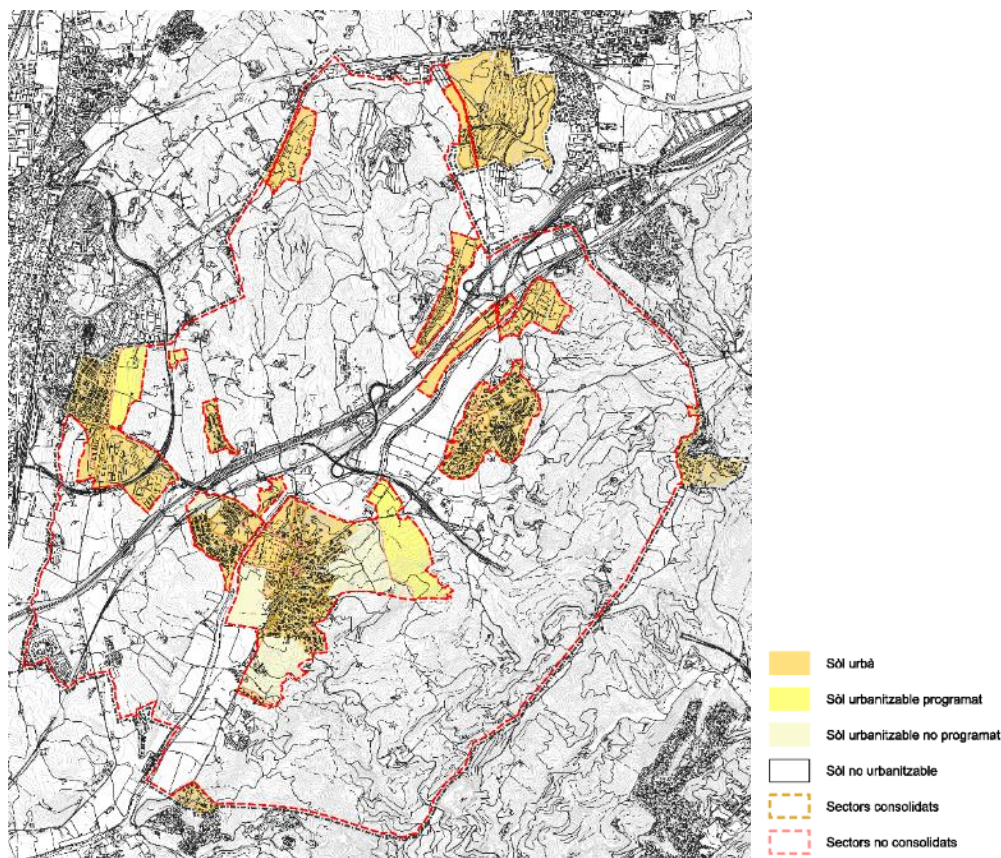 Sòl urbà
Sòl urbanitzable programat
Sòl urbanitzable no programat
Sòl no urbanitzable
Sectors consolidats
Sectors no consolidats